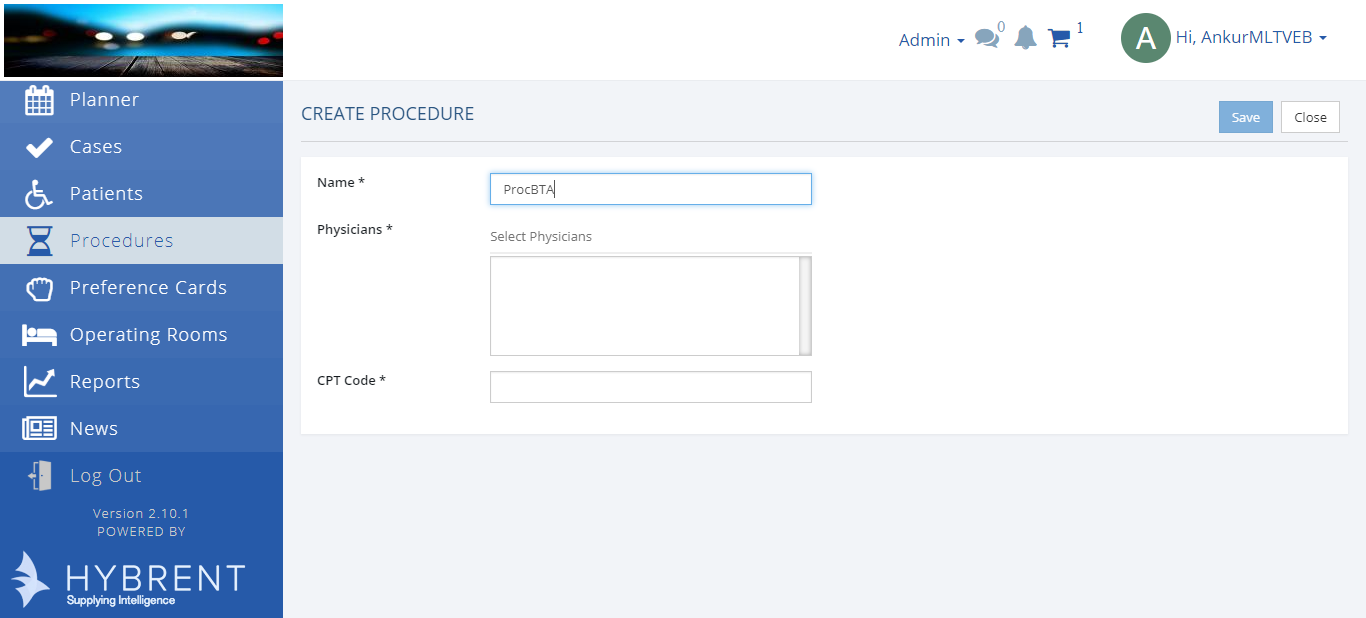 Admin
0
1
A
Hi, AnkurMLTVEB
Planner
Cases
Patients
Procedures
Preference Cards
Operating Rooms
Reports
News
Log Out
Version 2.10.1
POWERED BY
HYBRENT
Supplying Intelligence
CREATE PROCEDURE
Save
Close
Name *
ProcBTA
Physicians *
Select Physicians
CPT Code *